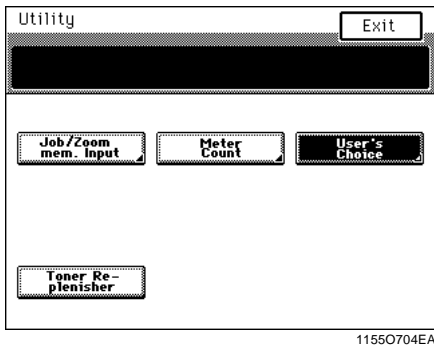 Utility
Exit
Job/Zoom
mem. Input
Meter
Count
User's
Choice
Toner Re-
plenisher
1155O704EA